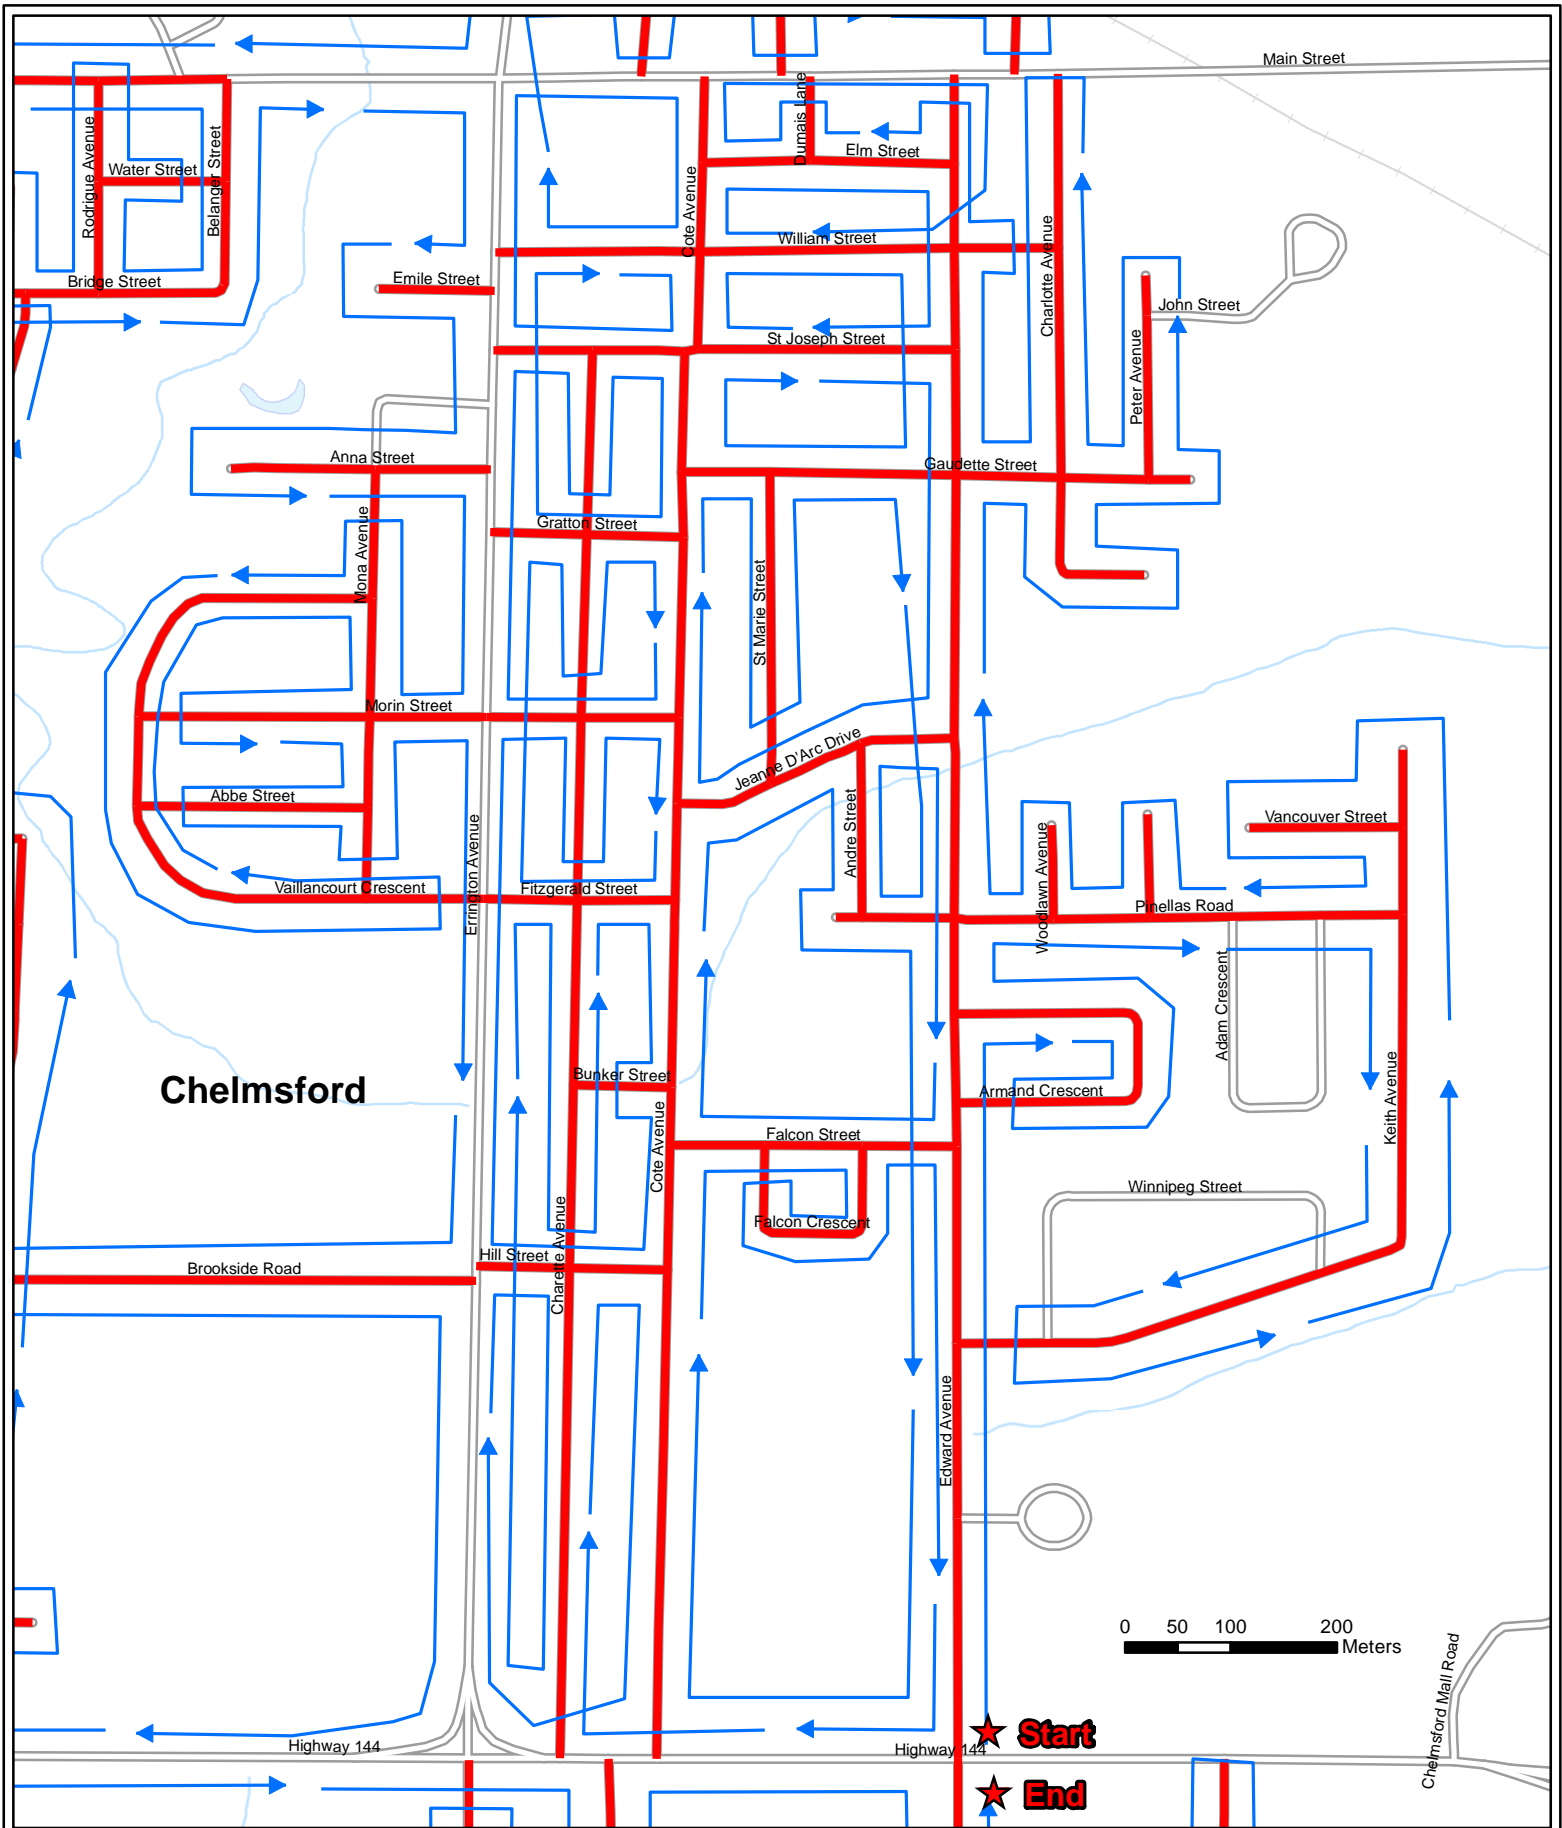 Main Street
Dumais Lane
Rodrigue Avenue
Belanger Street
Water Street
Elm Street
Cote Avenue
William Street
Charlotte Avenue
Bridge Street
Emile Street
John Street
St Joseph Street
Peter Avenue
Anna Street
Gaudette Street
Mona Avenue
Gratton Street
St Marie Street
Morin Street
Jeanne D'Arc Drive
Abbe Street
Errington Avenue
Andre Street
Vancouver Street
Woodlawn Avenue
Vaillancourt Crescent
Fitzgerald Street
Pinellas Road
Adam Crescent
Chelmsford
Bunker Street
Armand Crescent
Keith Avenue
Cote Avenue
Falcon Street
Winnipeg Street
Falcon Crescent
Charette Avenue
Hill Street
Brookside Road
Edward Avenue
0 50 100 200
Meters
Chelmsford Mall Road
Start
Highway 144
Highway 144
End